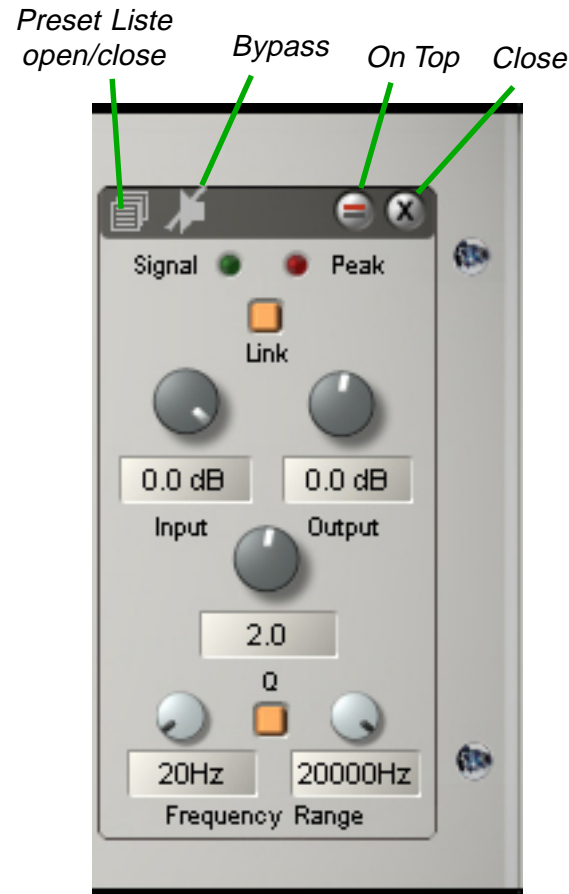 Preset Liste
open/close
Bypass
On Top
Close
X
Signal
Peak
Link
0.0 dB
0.0 dB
Input
Output
2.0
Q
20Hz
20000Hz
Frequency Range